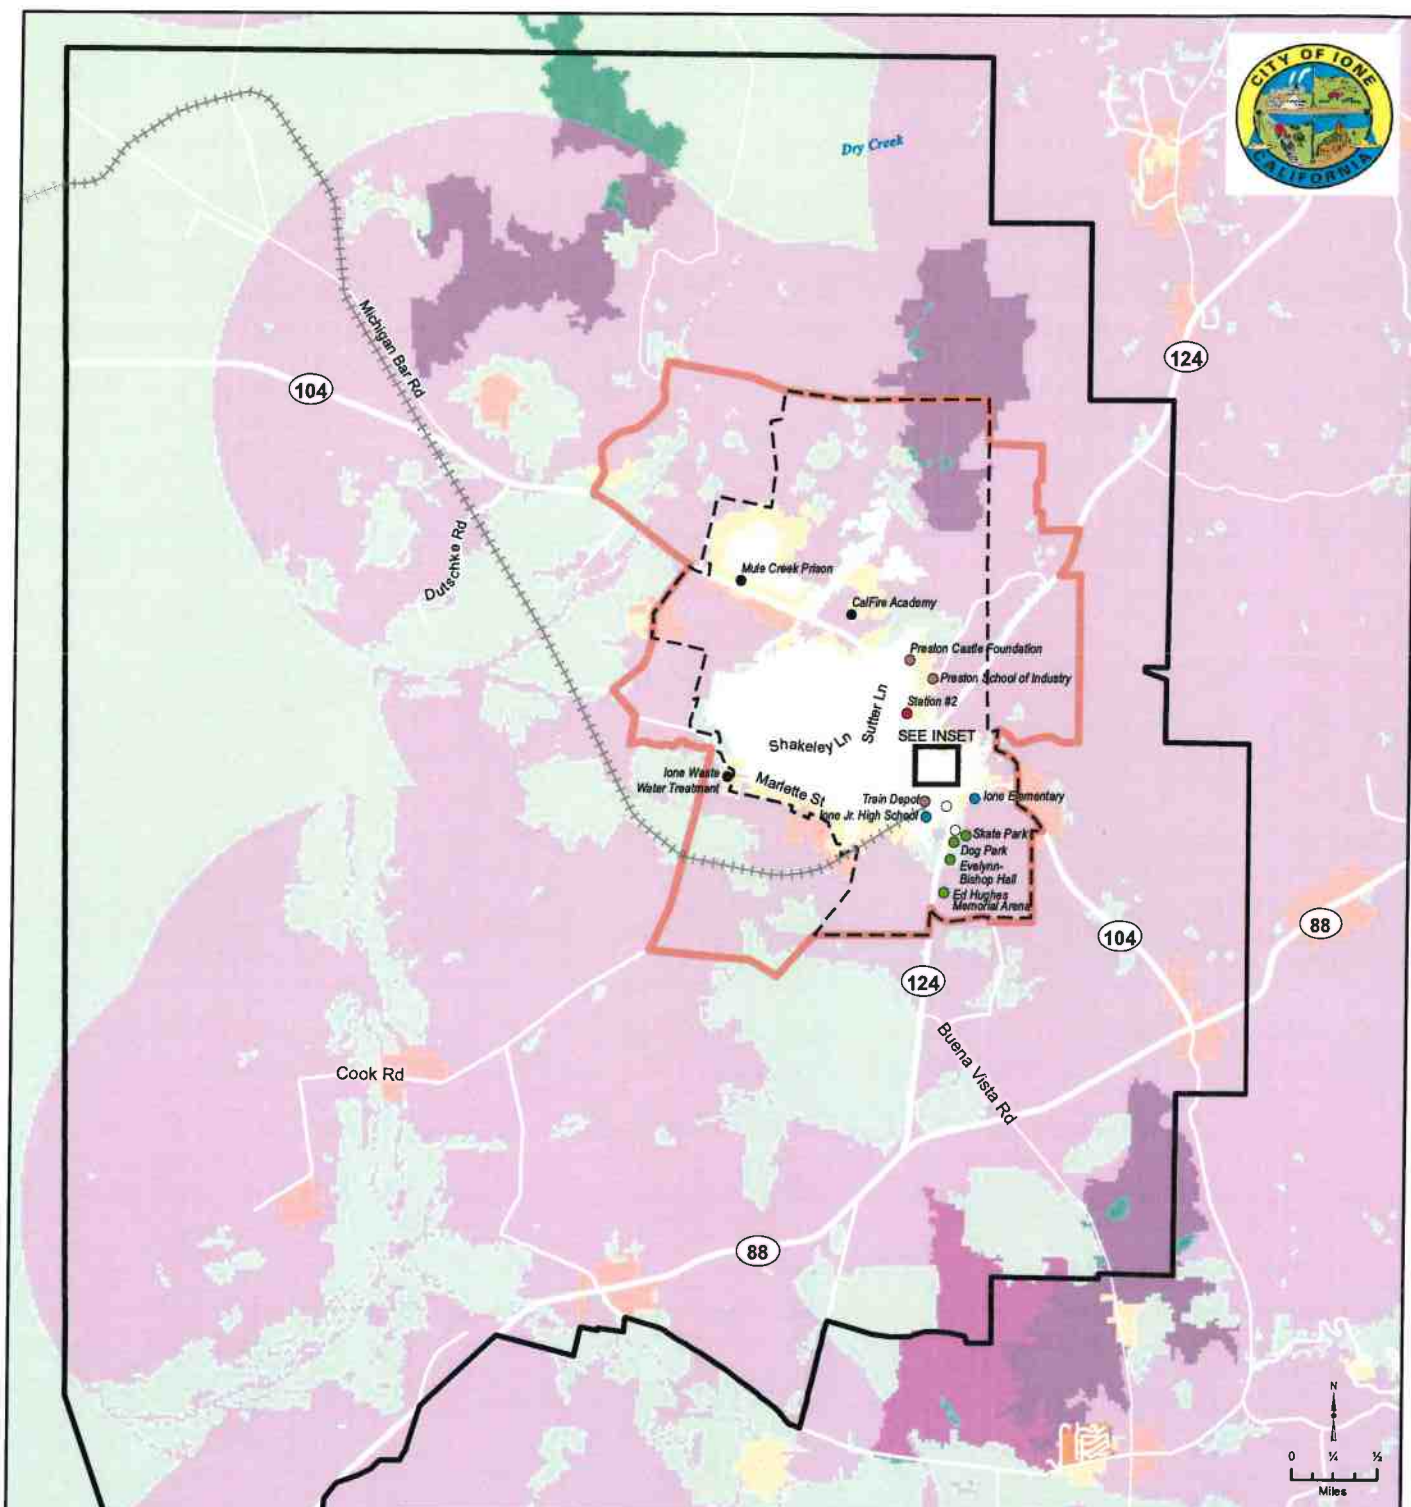 CITY OF IONE
CALIFORNIA
Dry Creek
124
Michigan Bar Rd
104
Dutschke Rd
Mule Creek Prison
CalFire Academy
Preston Castle Foundation
Preston School of Industry
Sutter Ln
Station #2
SEE INSET
Shakeley Ln
Ione Waste
Water Treatment
Marlette St
Train Depot
Ione Elementary
Ione Jr. High School
Skate Park
Dog Park
Evelynn-
Bishop Hall
Ed Hughes
Memorial Arena
88
104
124
Buena Vista Rd
Cook Rd
88
N
0 ¼ ½
Miles